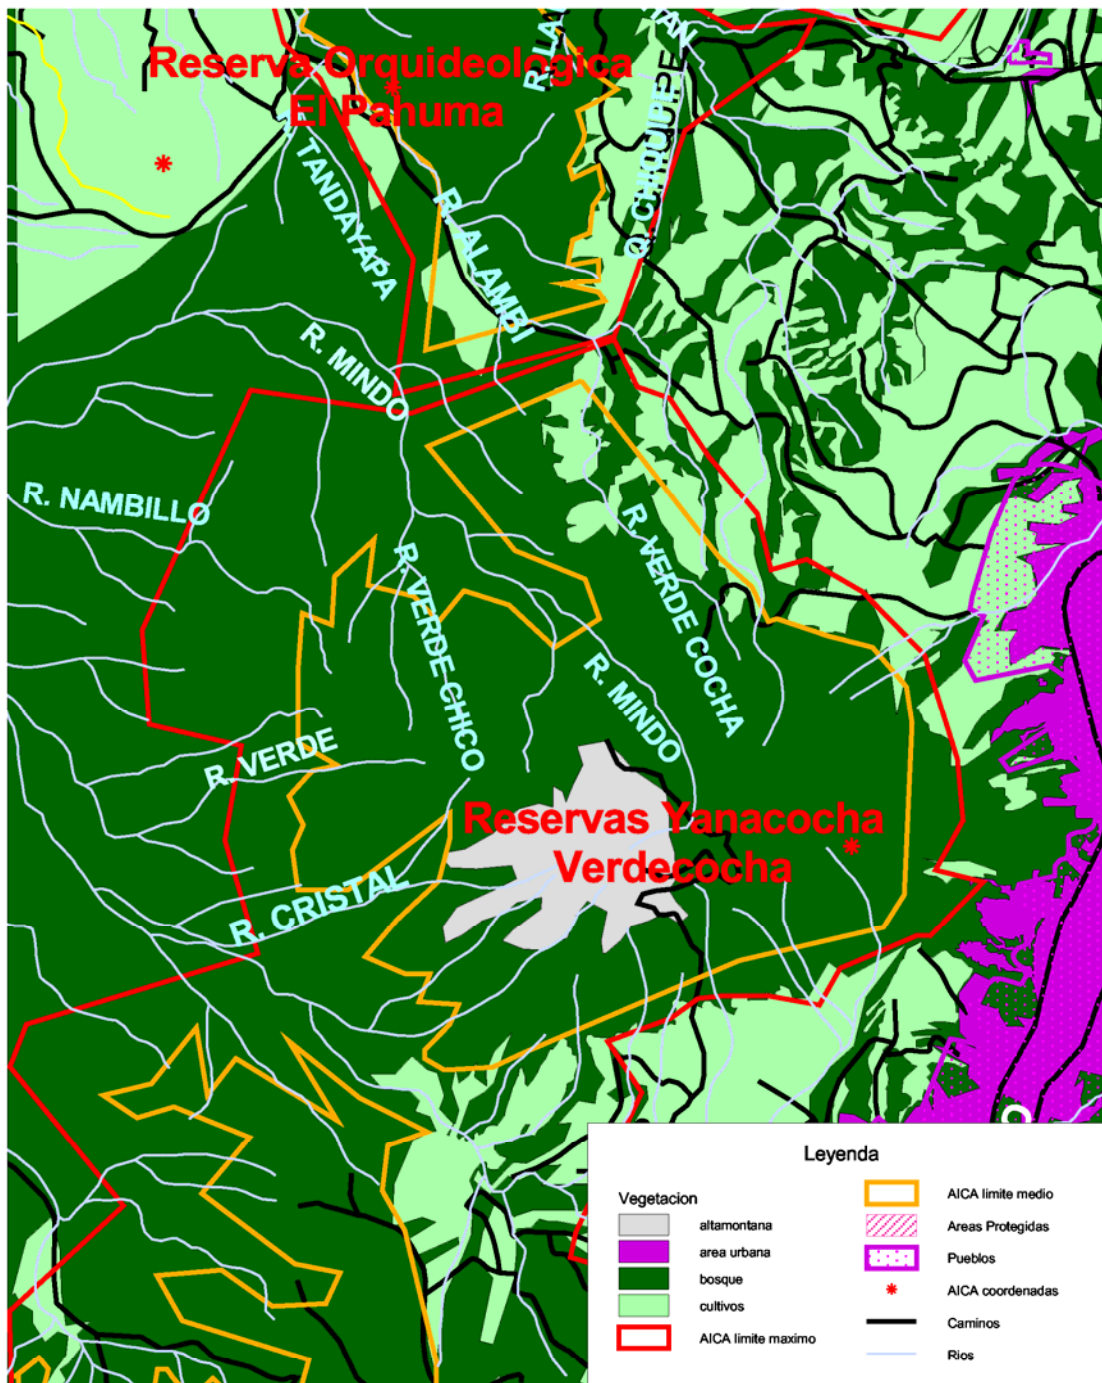 Reserva Orquideologica
El Pahuma
R. LA
TAN
Q. CHIQUIPE
TANDAYAPA
R. ALAMBI
R. MINDO
R. NAMBILLO
R. VERDE CHICO
R. VERDE COCHA
R. MINDO
R. VERDE
Reservas Yanacocha
Verdecocha
R. CRISTAL
Leyenda
Vegetacion
altamontana
area urbana
bosque
cultivos
AICA limite maximo
AICA limite medio
Areas Protegidas
Pueblos
AICA coordenadas
Caminos
Rios